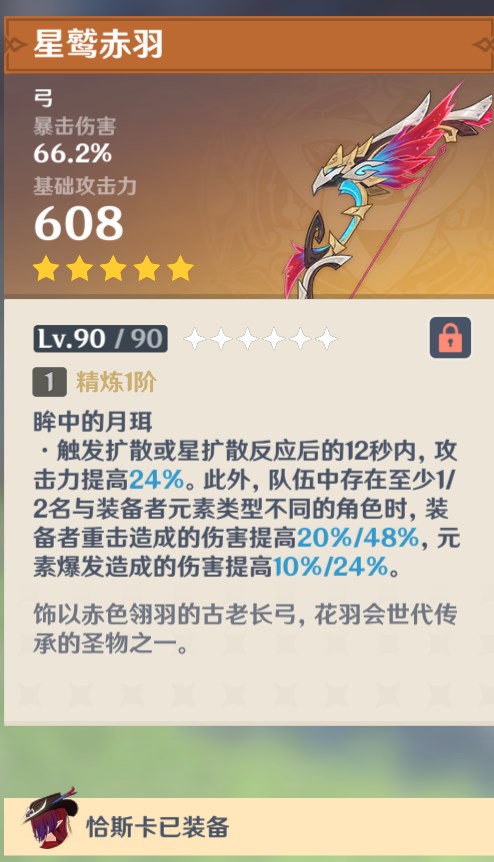 星鹫赤羽
弓
暴击伤害
66.2%
基础攻击力
608
Lv.90 / 90
1 精炼1阶
眸中的月珥
·触发扩散或星扩散反应后的12秒内，攻
击力提高24%。此外，队伍中存在至少1/
2名与装备者元素类型不同的角色时，装
备者重击造成的伤害提高20%/48%，元
素爆发造成的伤害提高10%/24%。
饰以赤色翎羽的古老长弓，花羽会世代传
承的圣物之一。
恰斯卡已装备